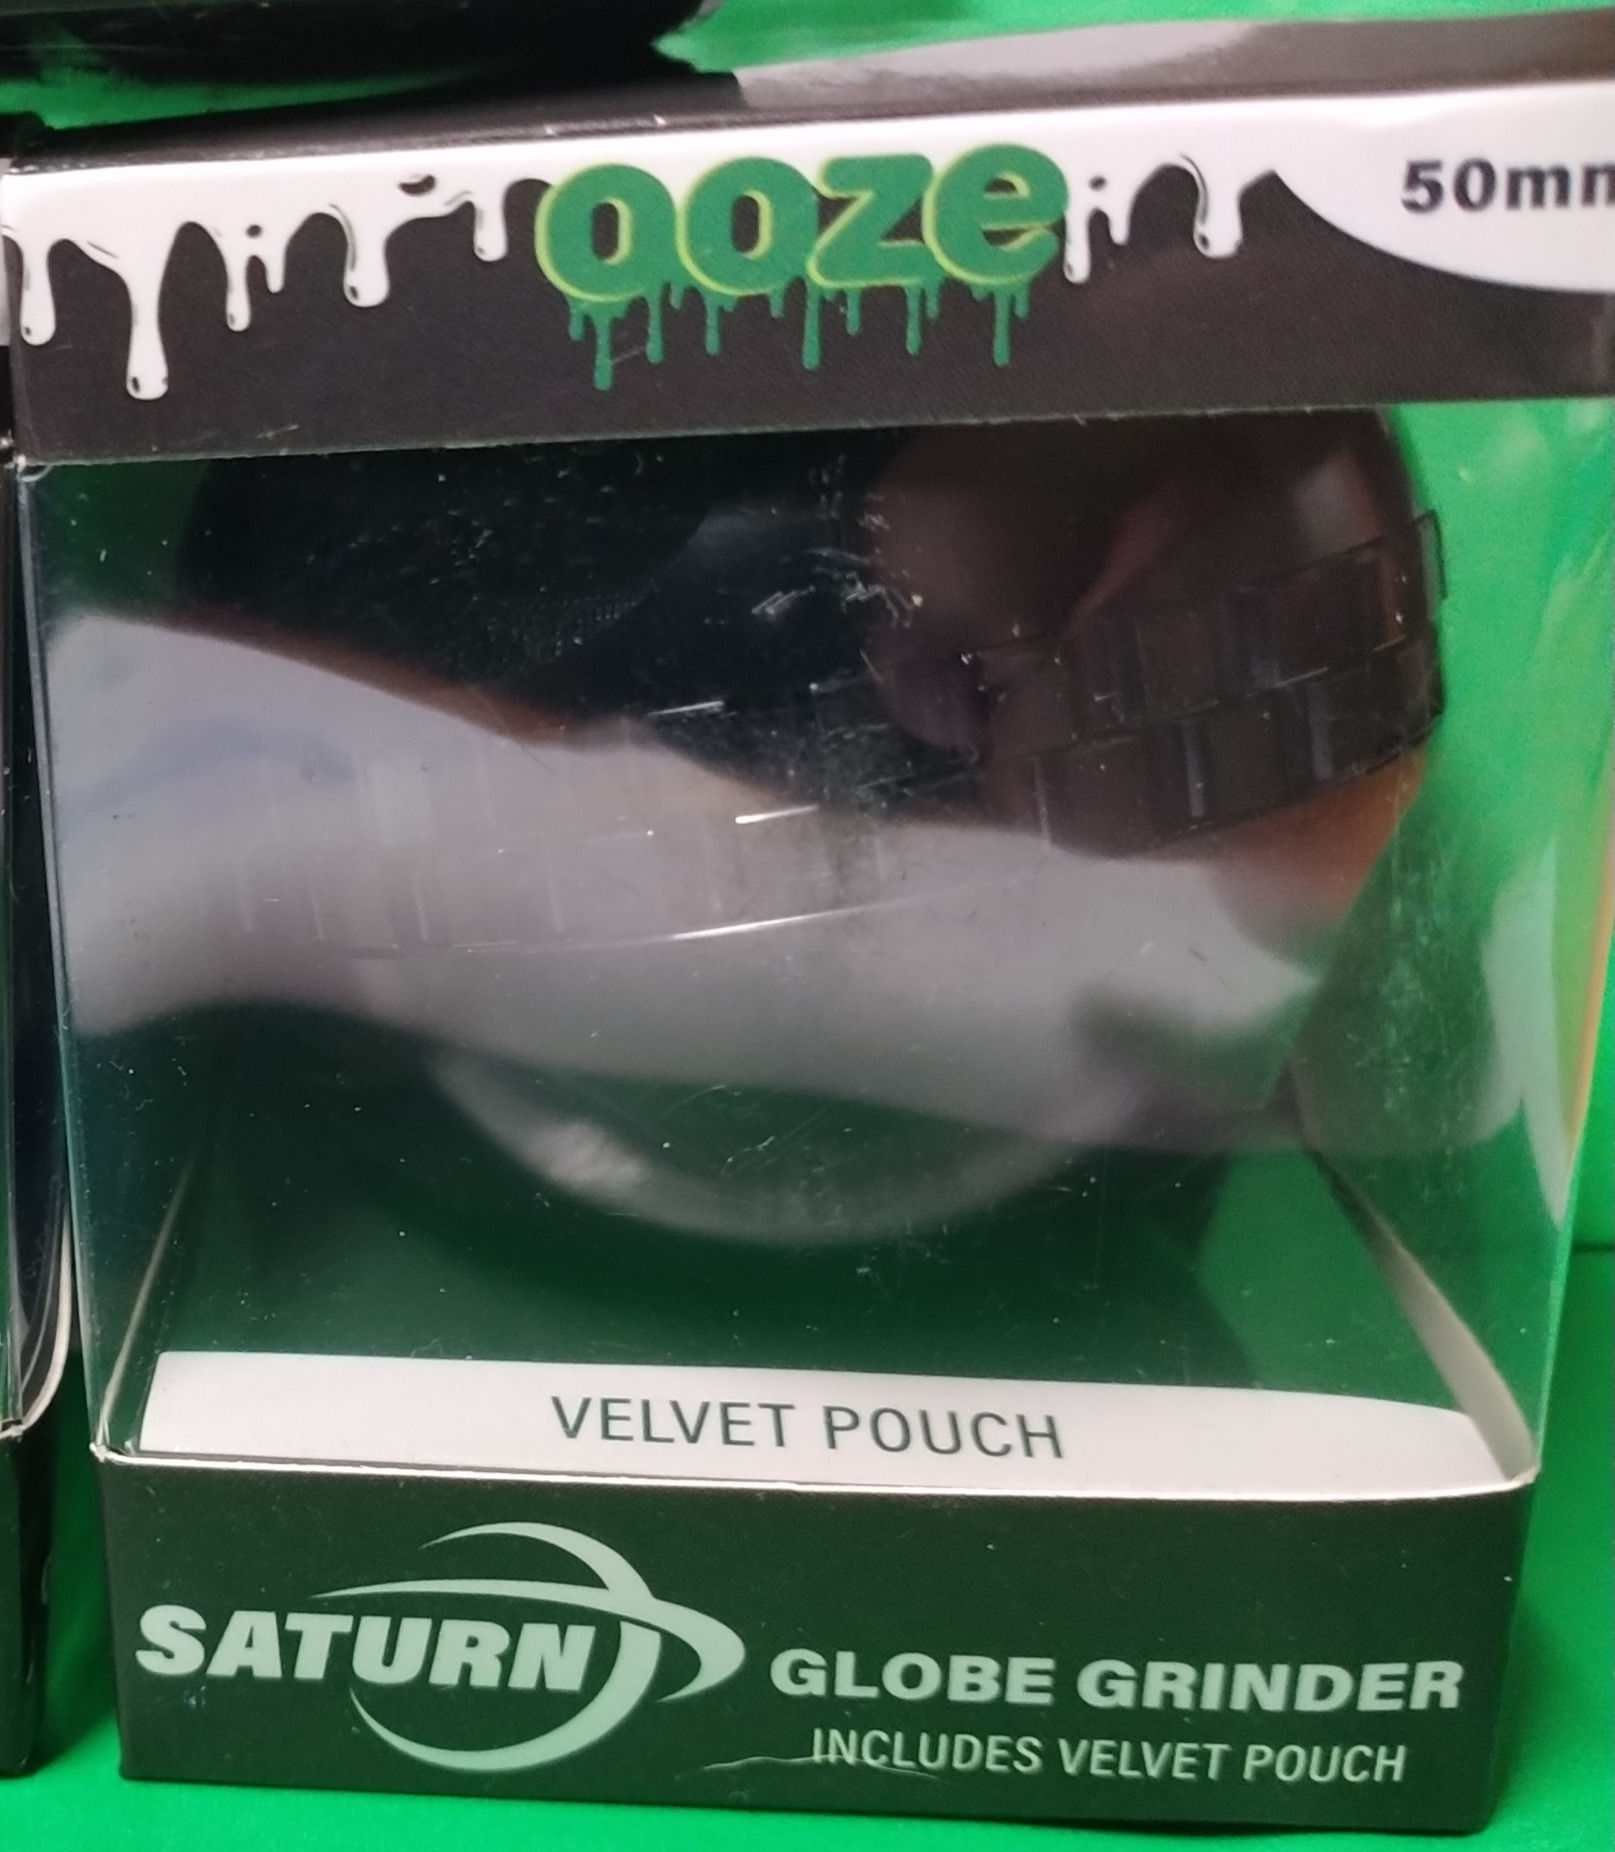 ooze
50mm
VELVET POUCH
SATURN
GLOBE GRINDER
INCLUDES VELVET POUCH